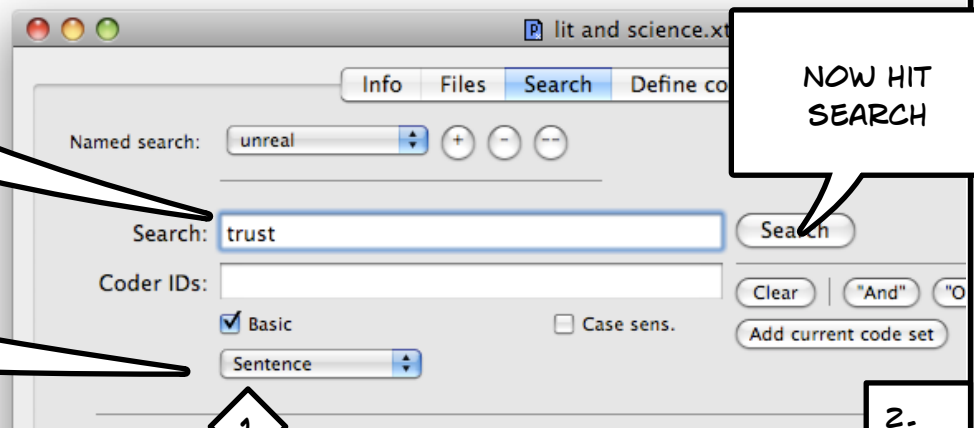 lit and science.xt
NOW HIT
SEARCH
Info Files Search Define co
Named search: unreal + - --
Search: trust Search
Coder IDs:
Clear "And" "O
Basic Case sens.
Add current code set
Sentence
1
2-